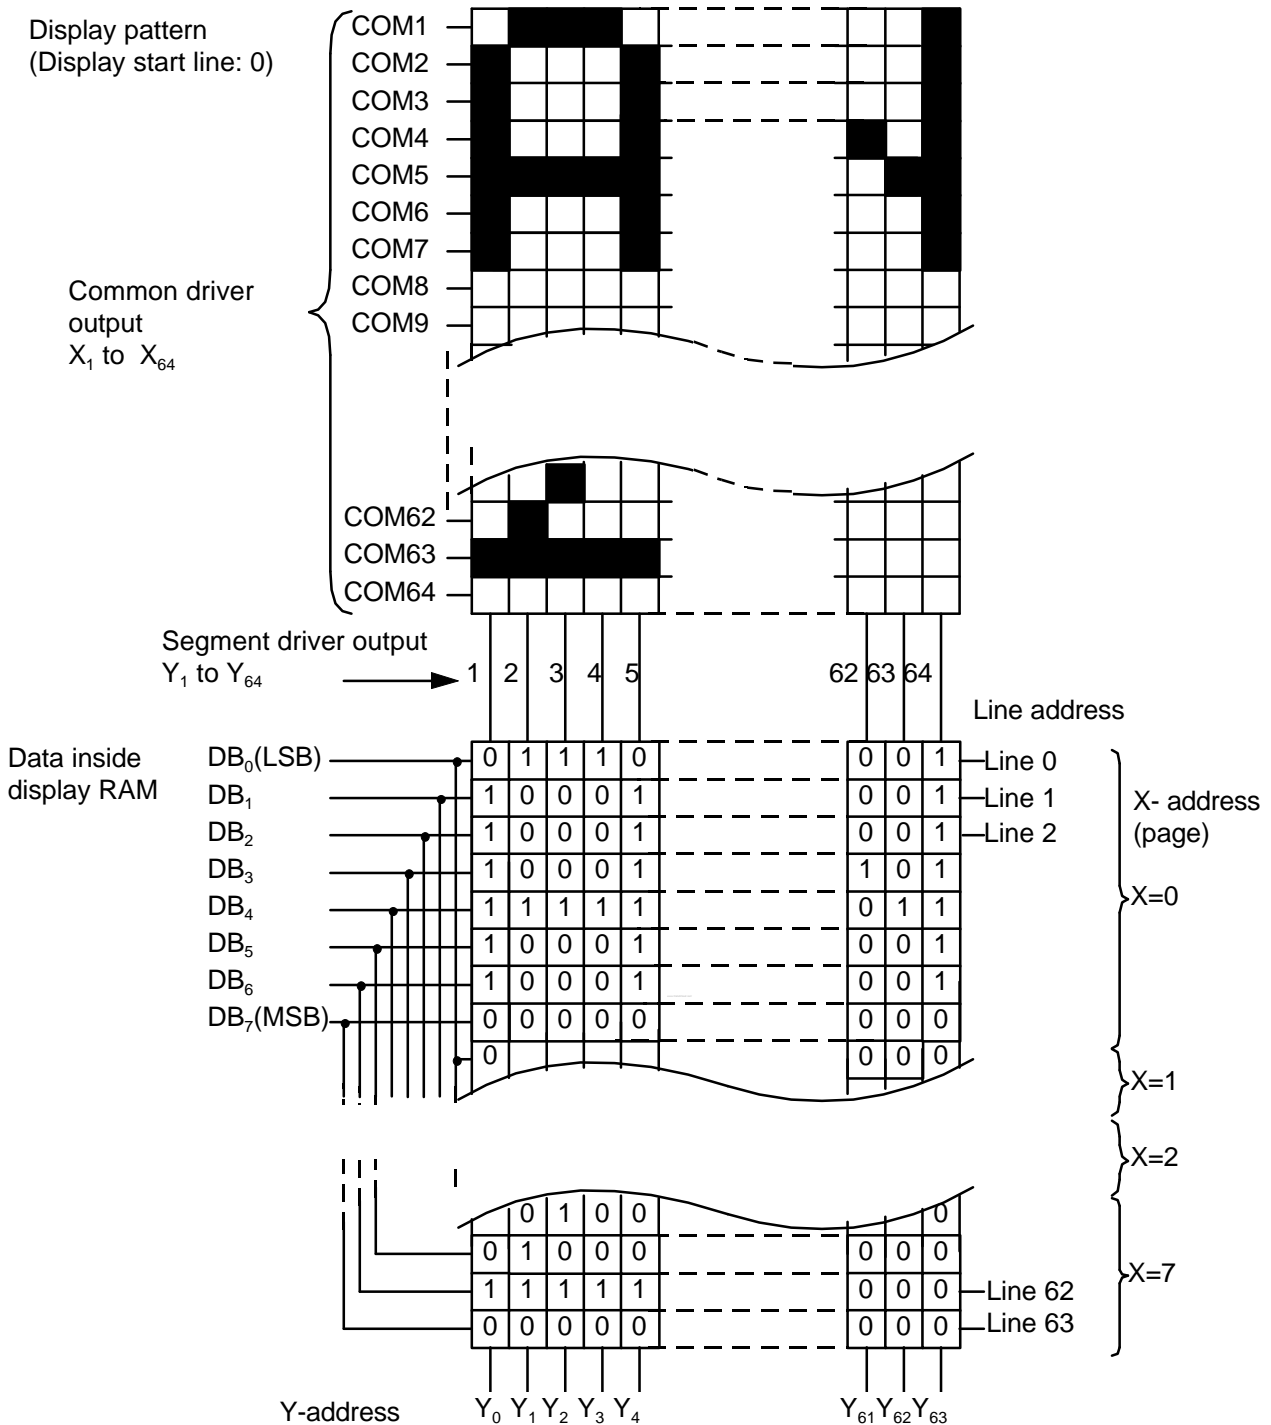 Display pattern
(Display start line: 0)
COM1
COM2
COM3
COM4
COM5
COM6
COM7
COM8
COM9
Common driver
output
X₁ to X₆₄
COM62
COM63
COM64
Segment driver output
Y₁ to Y₆₄
1 2 3 4 5 62 63 64
Line address
Data inside
display RAM
DB₀(LSB) 0 1 1 1 0 0 0 1 Line 0
DB₁ 1 0 0 0 1 0 0 1 Line 1
DB₂ 1 0 0 0 1 0 0 1 Line 2
DB₃ 1 0 0 0 1 1 0 1
DB₄ 1 1 1 1 1 0 1 1
DB₅ 1 0 0 0 1 0 0 1
DB₆ 1 0 0 0 1 0 0 1
DB₇(MSB) 0 0 0 0 0 0 0 0
0 0 0 0
X- address
(page)
X=0
X=1
X=2
X=7
0 1 0 0 0
0 1 0 0 0 0 0 0
1 1 1 1 1 0 0 0 Line 62
0 0 0 0 0 0 0 0 Line 63
Y-address Y₀ Y₁ Y₂ Y₃ Y₄ Y₆₁ Y₆₂ Y₆₃